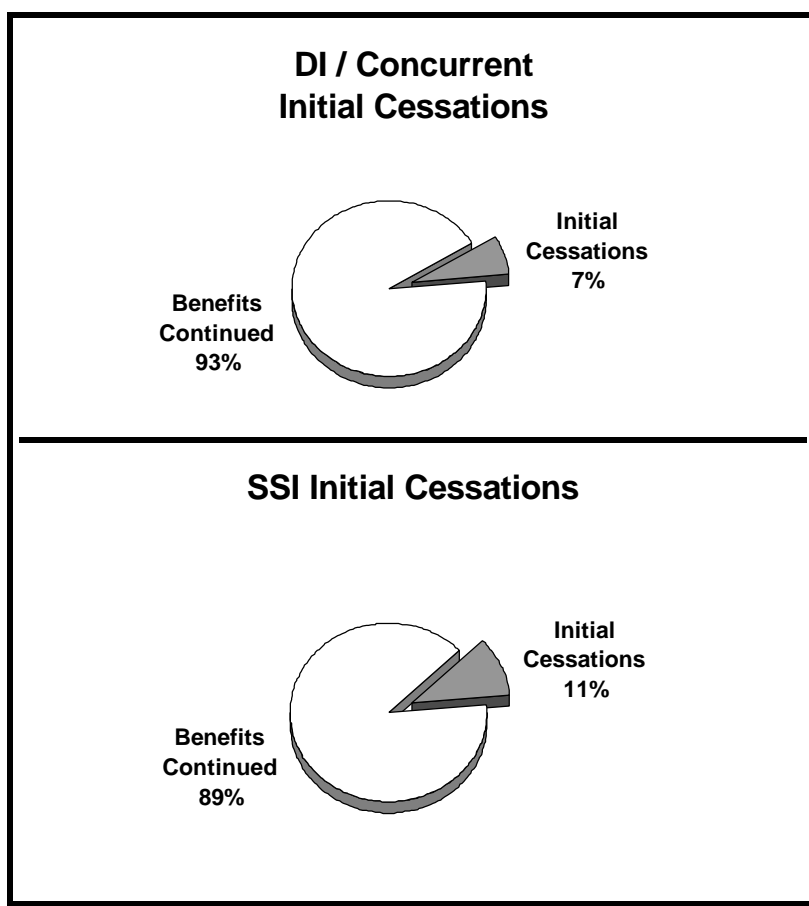 DI / Concurrent
Initial Cessations
Initial
Cessations
7%
Benefits
Continued
93%
SSI Initial Cessations
Initial
Cessations
11%
Benefits
Continued
89%